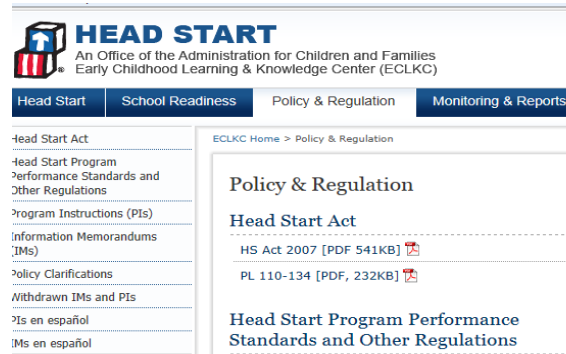 HEAD START
An Office of the Administration for Children and Families
Early Childhood Learning & Knowledge Center (ECLKC)
Head Start School Readiness Policy & Regulation Monitoring & Reports
Head Start Act
Head Start Program
Performance Standards and
Other Regulations
Program Instructions (PIs)
Information Memorandums
(IMs)
Policy Clarifications
Withdrawn IMs and PIs
PIs en español
IMs en español
ECLKC Home > Policy & Regulation
Policy & Regulation
Head Start Act
HS Act 2007 [PDF 541KB]
PL 110-134 [PDF, 232KB]
Head Start Program Performance
Standards and Other Regulations